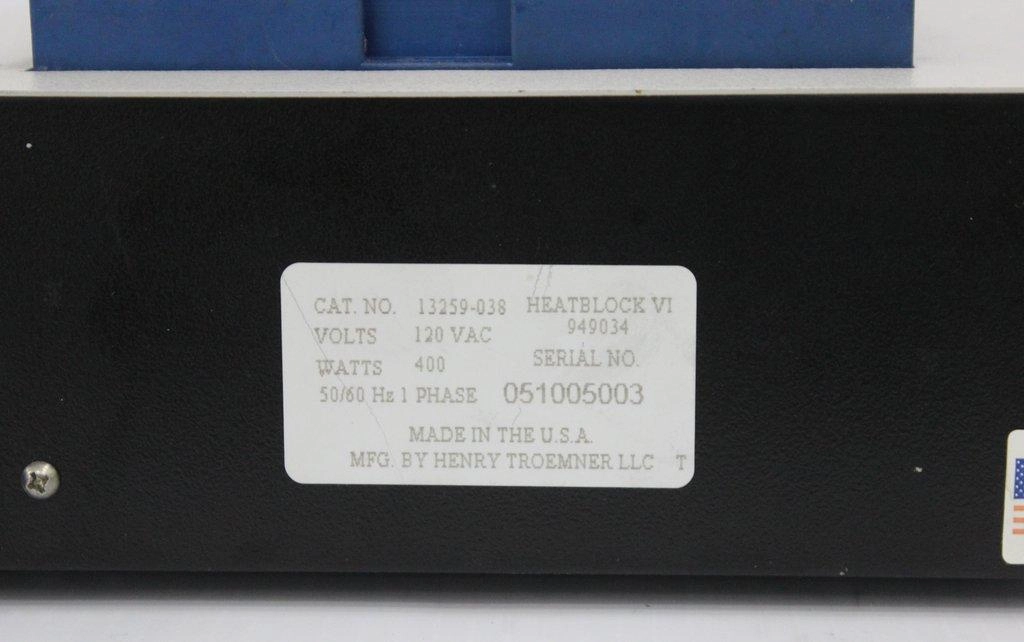 CAT. NO. 13259-038 HEATBLOCK VI
949034
VOLTS 120 VAC
SERIAL NO.
WATTS 400
50/60 Hz 1 PHASE 051005003
MADE IN THE U.S.A.
MFG. BY HENRY TROEMNER LLC T